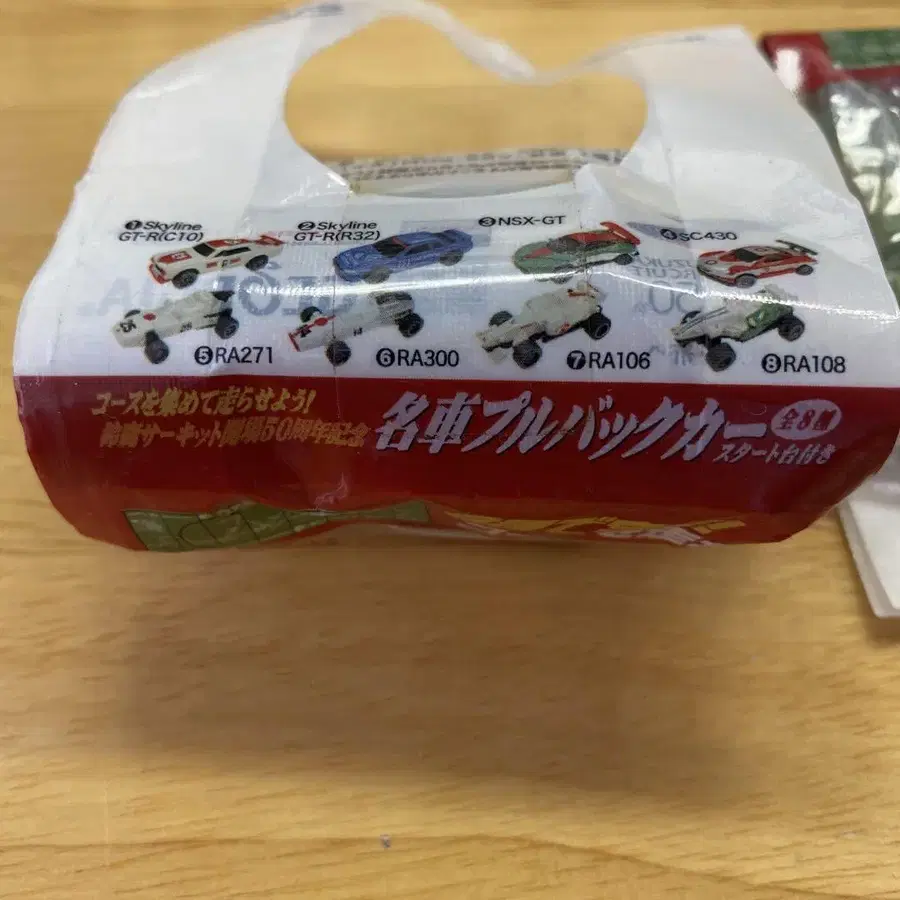 ❶Skyline
GT-R(C10)
❷Skyline
GT-R(R32)
❸NSX-GT
❹SC430
❺RA271
❻RA300
❼RA106
❽RA108
コースを集めて走らせよう!
鈴鹿サーキット開場50周年記念
名車プルバックカー
全8種
スタート台付き